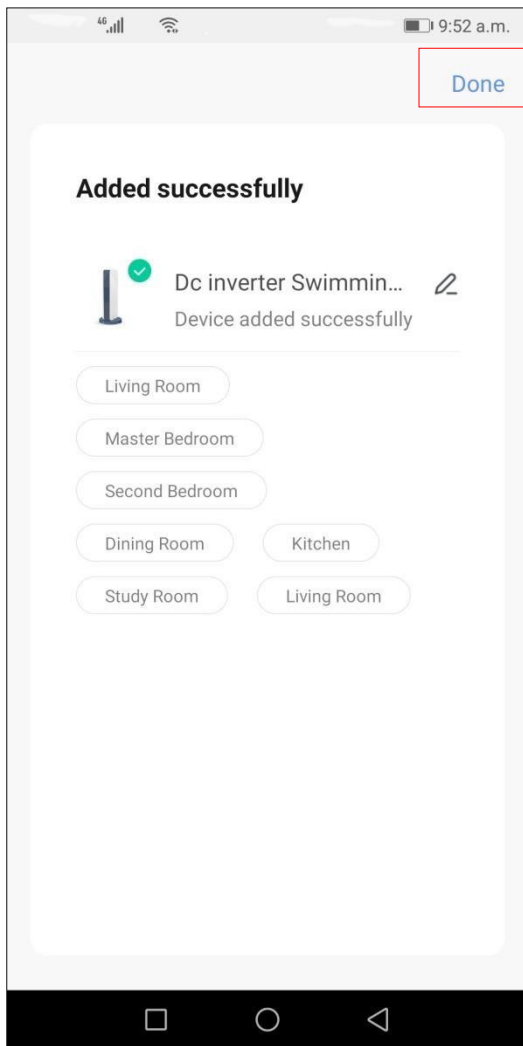 4G 9:52 a.m.
Done
Added successfully
Dc inverter Swimmin...
Device added successfully
Living Room
Master Bedroom
Second Bedroom
Dining Room Kitchen
Study Room Living Room